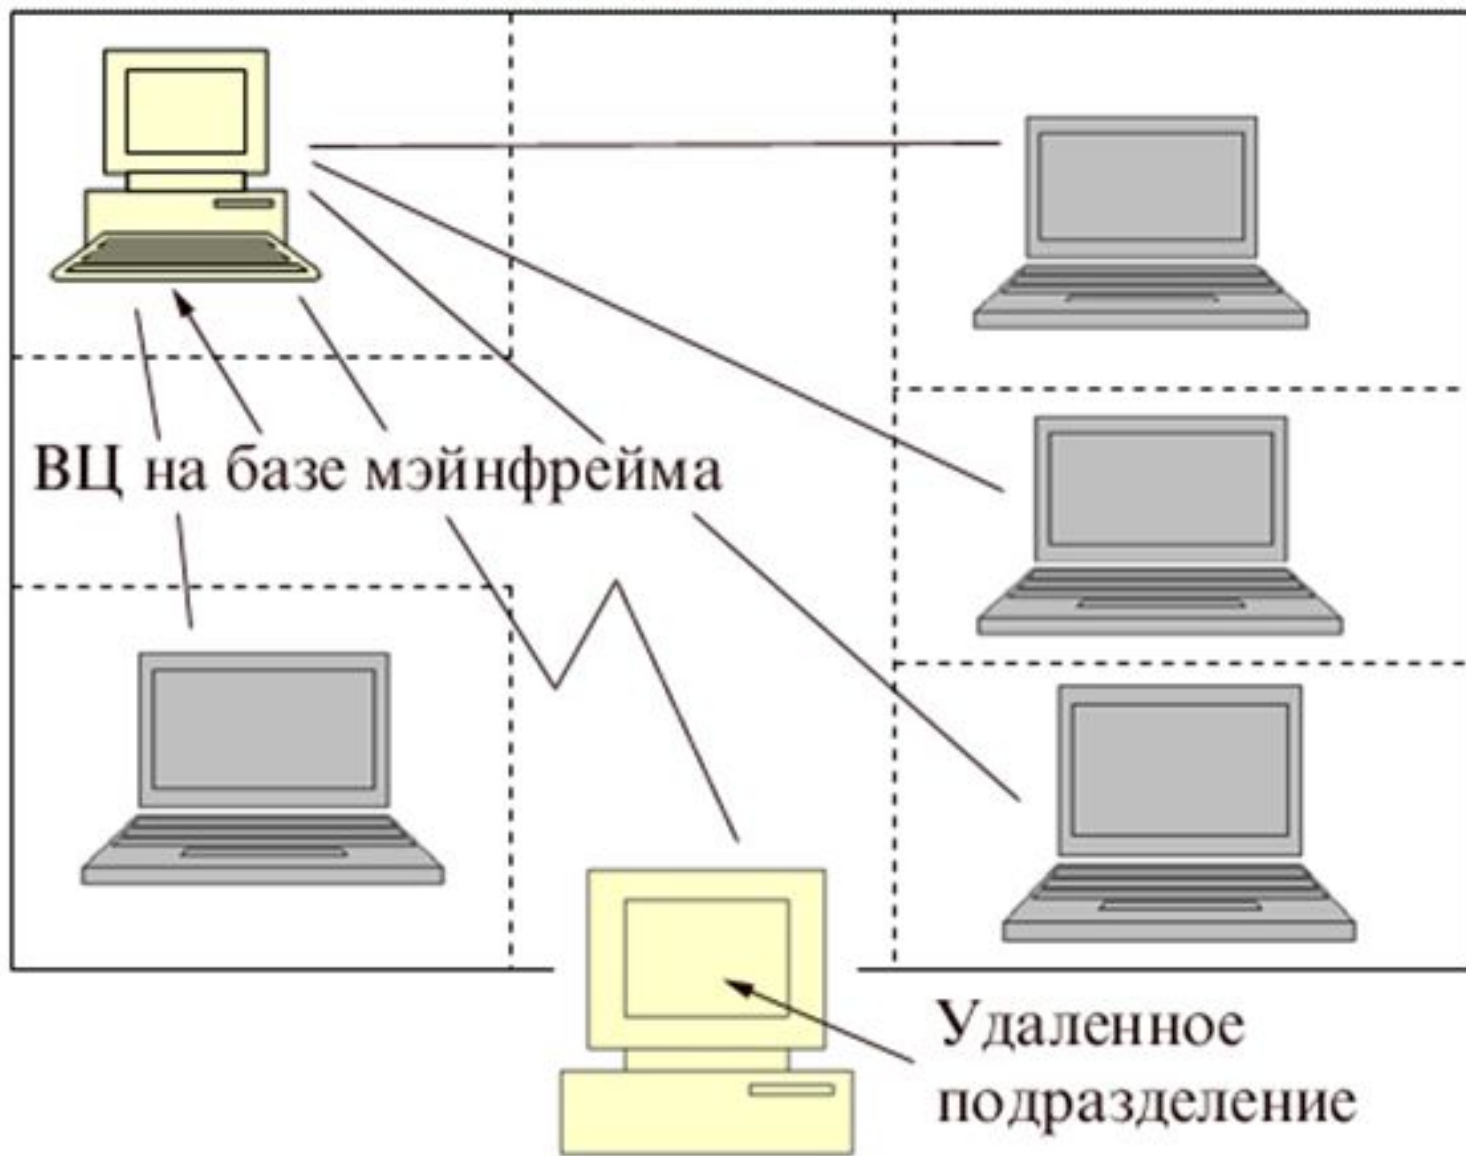 ВЦ на базе мэйнфрейма
Удаленное
подразделение